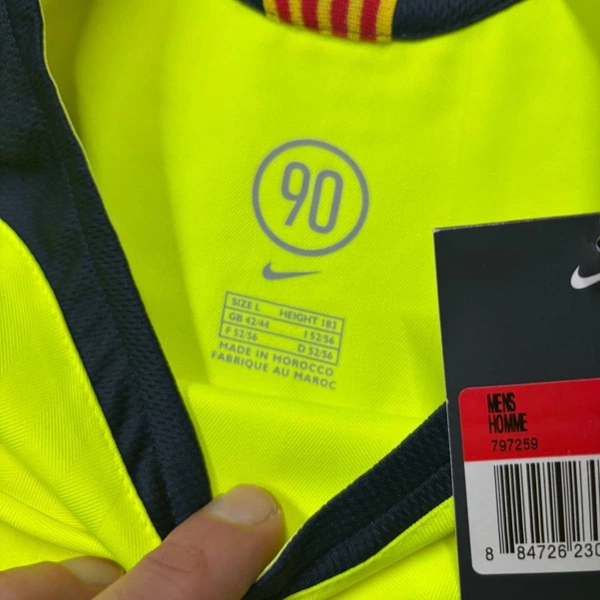 90
SIZE L HEIGHT 183
GB 42/44 I 52/56
F 52/56 D 52/56
MADE IN MOROCCO
FABRIQUE AU MAROC
MENS
HOMME
797259
8 84726 230